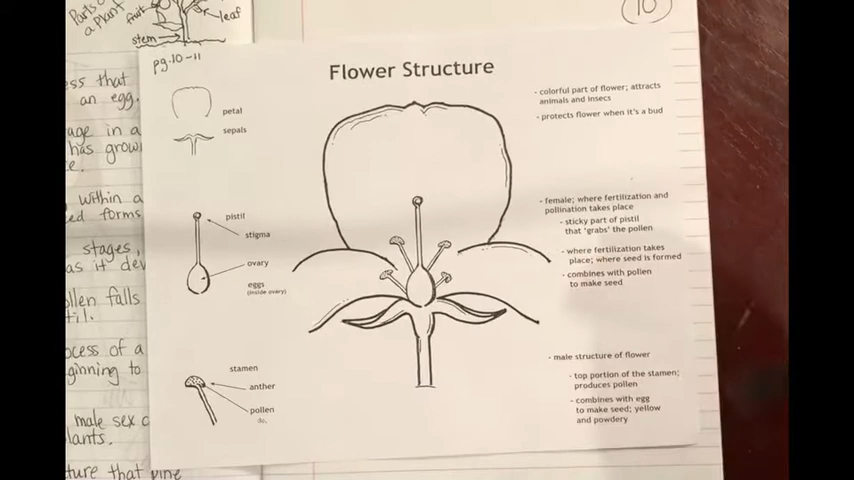 Parts of
a plant
fruit
leaf
stem
pg.10-11
10
ess that
an egg.
age in a
has grow
e.
within a
ed forms
stages,
as it dev
ollen falls
til.
ocess of a
ginning to
male sex c
lants.
ture that pine
Flower Structure
petal
sepals
- colorful part of flower; attracts
animals and insecs
- protects flower when it's a bud
pistil
stigma
ovary
eggs
(inside ovary)
- female; where fertilization and
pollination takes place
- sticky part of pistil
that 'grabs' the pollen
- where fertilization takes
place; where seed is formed
- combines with pollen
to make seed
stamen
anther
pollen
- male structure of flower
- top portion of the stamen;
produces pollen
- combines with egg
to make seed; yellow
and powdery